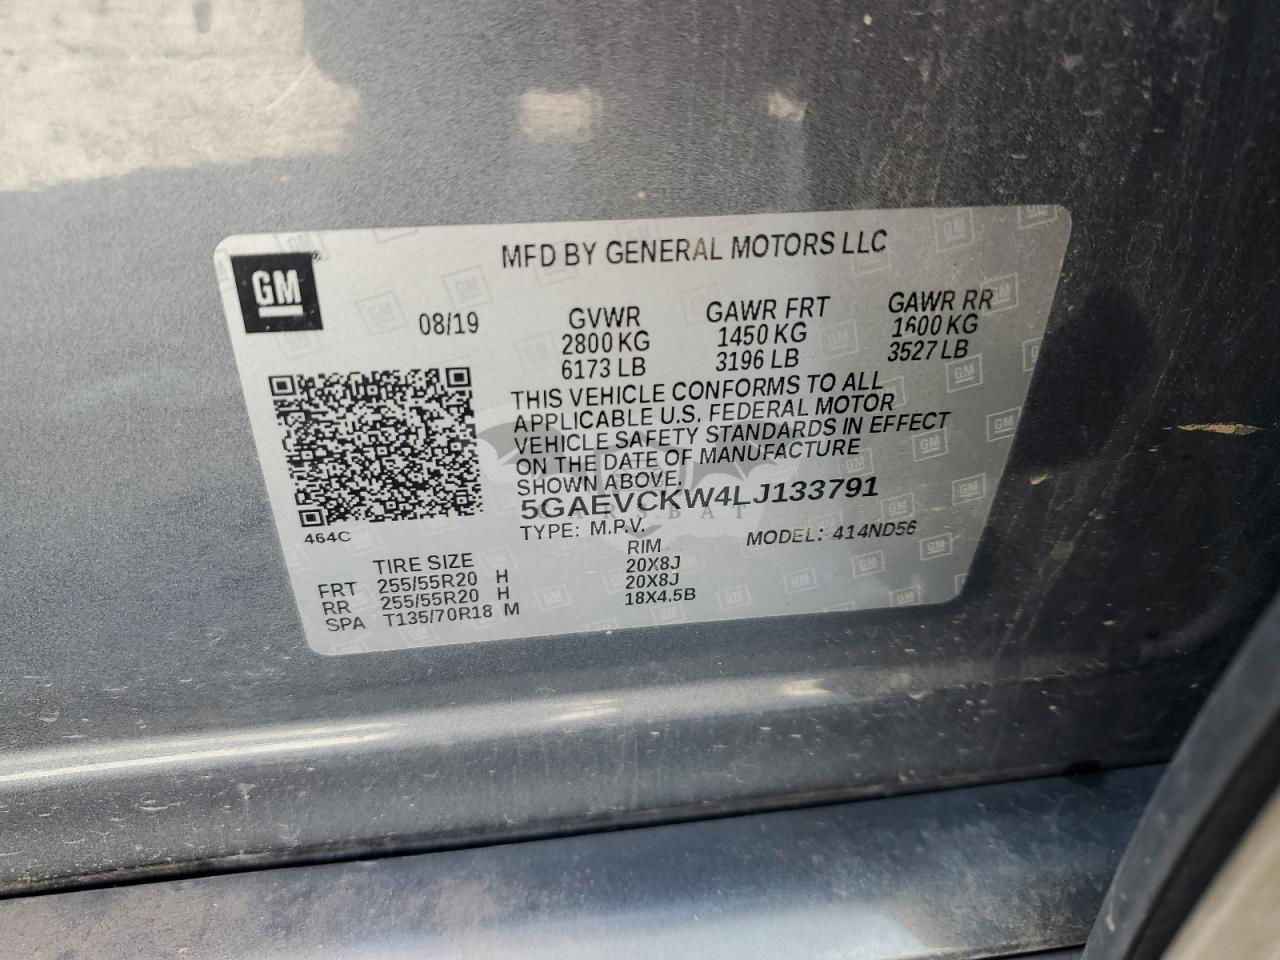 MFD BY GENERAL MOTORS LLC
GM
08/19
GVWR GAWR FRT GAWR RR
2800 KG 1450 KG 1600 KG
6173 LB 3196 LB 3527 LB
THIS VEHICLE CONFORMS TO ALL
APPLICABLE U.S. FEDERAL MOTOR
VEHICLE SAFETY STANDARDS IN EFFECT
ON THE DATE OF MANUFACTURE
SHOWN ABOVE.
5GAEVCKW4LJ133791
TYPE: M.P.V. MODEL: 414ND56
464C
TIRE SIZE RIM
FRT 255/55R20 H 20X8J
RR 255/55R20 H 20X8J
SPA T135/70R18 M 18X4.5B